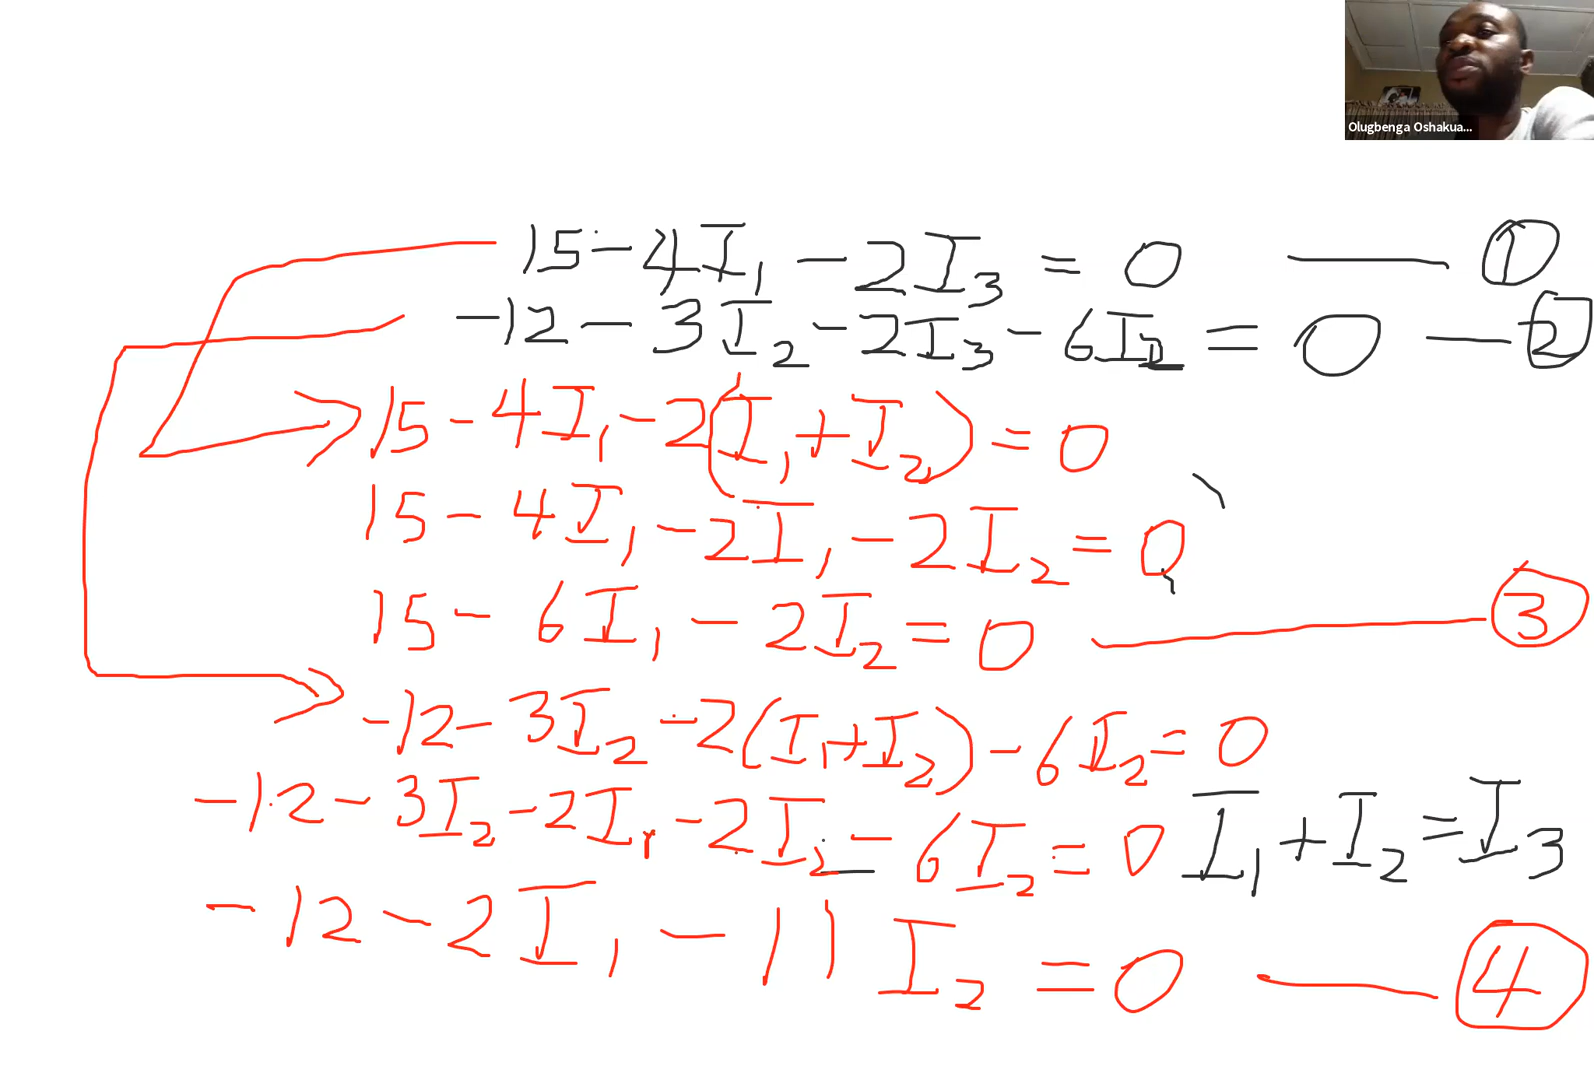 Olugbenga Oshakua...
15 - 4I₁ - 2I₃ = 0 —— ①
-12 - 3I₂ - 2I₃ - 6I₂ = 0 — ②
15 - 4I₁ - 2(I₁ + I₂) = 0
15 - 4I₁ - 2I₁ - 2I₂ = 0
15 - 6I₁ - 2I₂ = 0 —— ③
-12 - 3I₂ - 2(I₁ + I₂) - 6I₂ = 0
-12 - 3I₂ - 2I₁ - 2I₂ - 6I₂ = 0
I₁ + I₂ = I₃
-12 - 2I₁ - 11I₂ = 0 —— ④